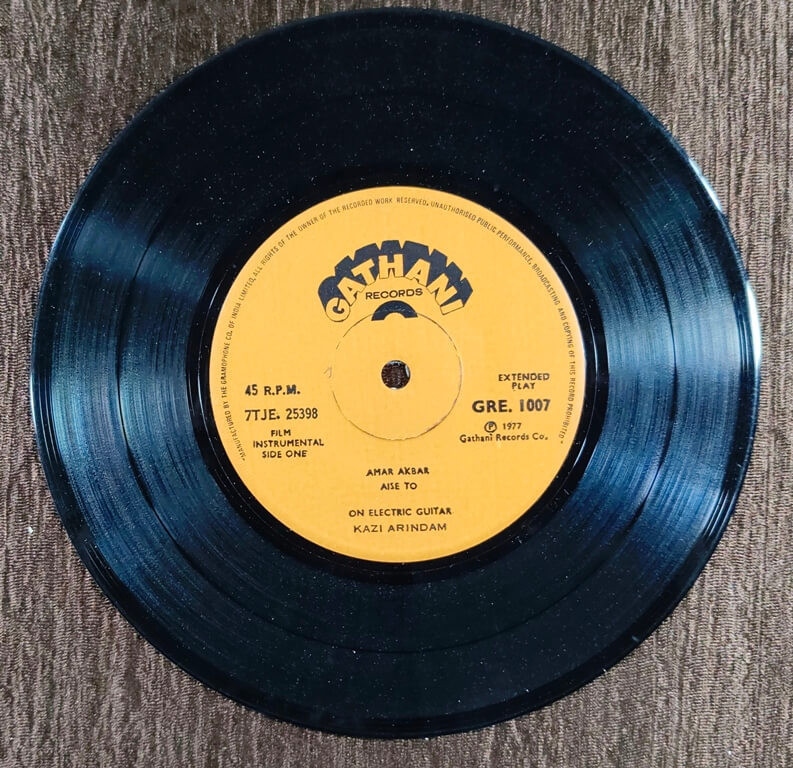 "MANUFACTURED BY THE GRAMOPHONE CO. OF INDIA LIMITED, ALL RIGHTS OF THE OWNER OF THE RECORDED WORK RESERVED, UNAUTHORISED PUBLIC PERFORMANCE, BROADCASTING AND COPYING OF THIS RECORD PROHIBITED"
GATHANI
RECORDS
45 R.P.M.
7TJE. 25398
FILM
INSTRUMENTAL
SIDE ONE
EXTENDED
PLAY
GRE. 1007
Ⓟ 1977
Gathani Records Co.
AMAR AKBAR
AISE TO
ON ELECTRIC GUITAR
KAZI ARINDAM